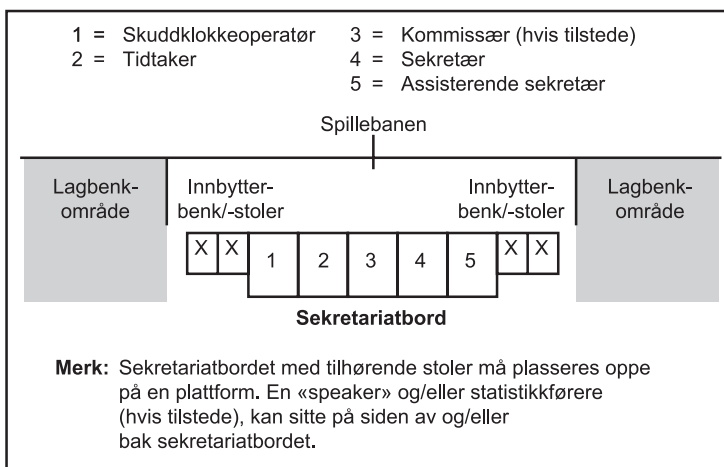 1 = Skuddklokkeoperatør
2 = Tidtaker
3 = Kommissær (hvis tilstede)
4 = Sekretær
5 = Assisterende sekretær
Spillebanen
Lagbenk-
område
Innbytter-
benk/-stoler
Innbytter-
benk/-stoler
Lagbenk-
område
X X 1 2 3 4 5 X X
Sekretariatbord
Merk: Sekretariatbordet med tilhørende stoler må plasseres oppe
på en plattform. En «speaker» og/eller statistikkførere
(hvis tilstede), kan sitte på siden av og/eller
bak sekretariatbordet.